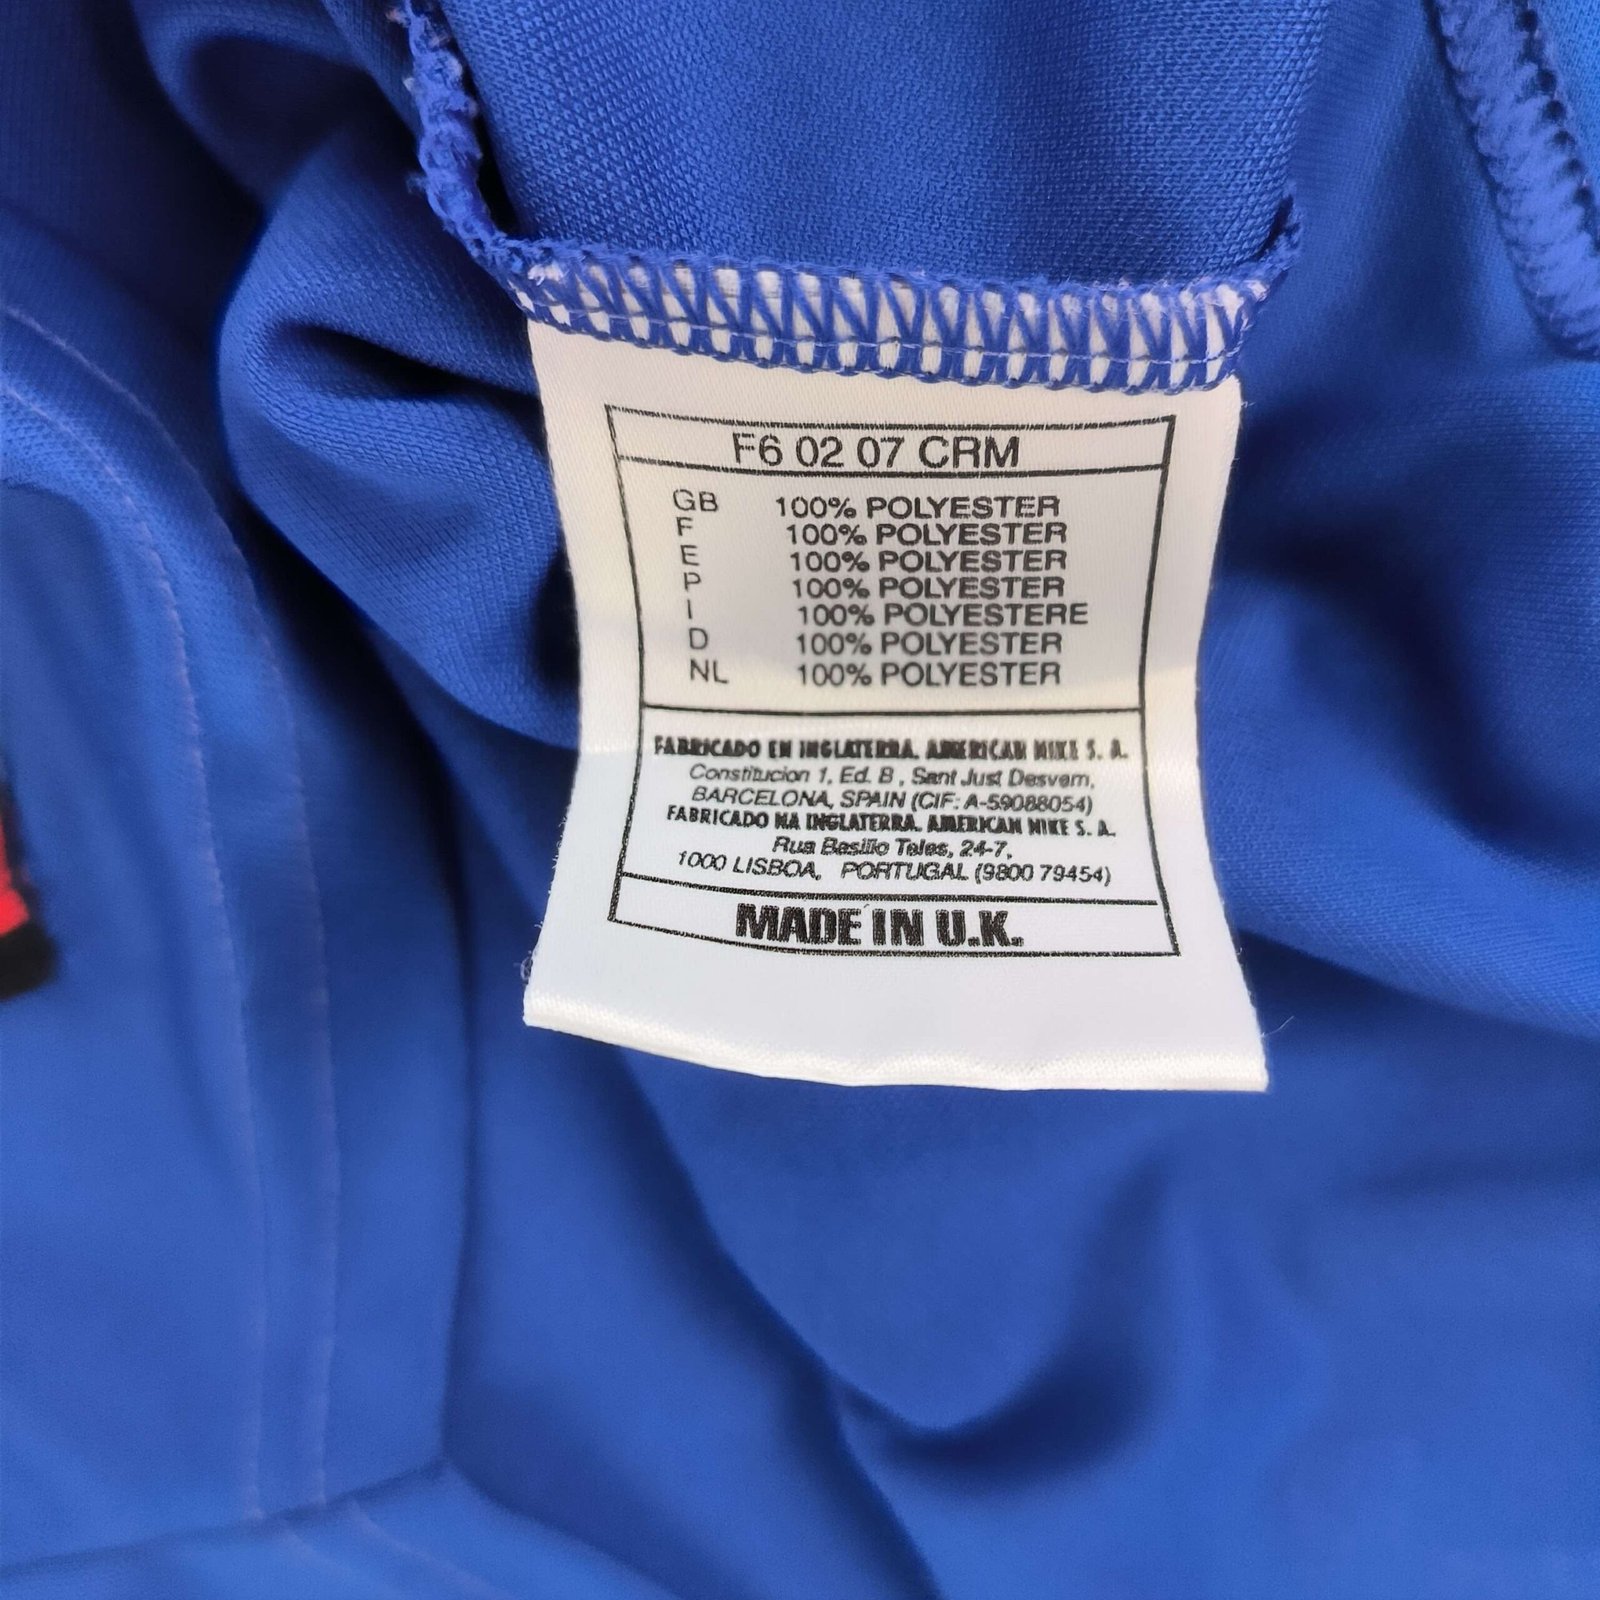 F6 02 07 CRM
GB 100% POLYESTER
F 100% POLYESTER
E 100% POLYESTER
P 100% POLYESTER
I 100% POLYESTERE
D 100% POLYESTER
NL 100% POLYESTER
FABRICADO EN INGLATERRA. AMERICAN NIKE S. A.
Constitucion 1, Ed. B , Sant Just Desvern,
BARCELONA, SPAIN (CIF: A-59088054)
FABRICADO NA INGLATERRA. AMERICAN NIKE S. A.
Rua Basilio Teles, 24-7,
1000 LISBOA, PORTUGAL (9800 79454)
MADE IN U.K.